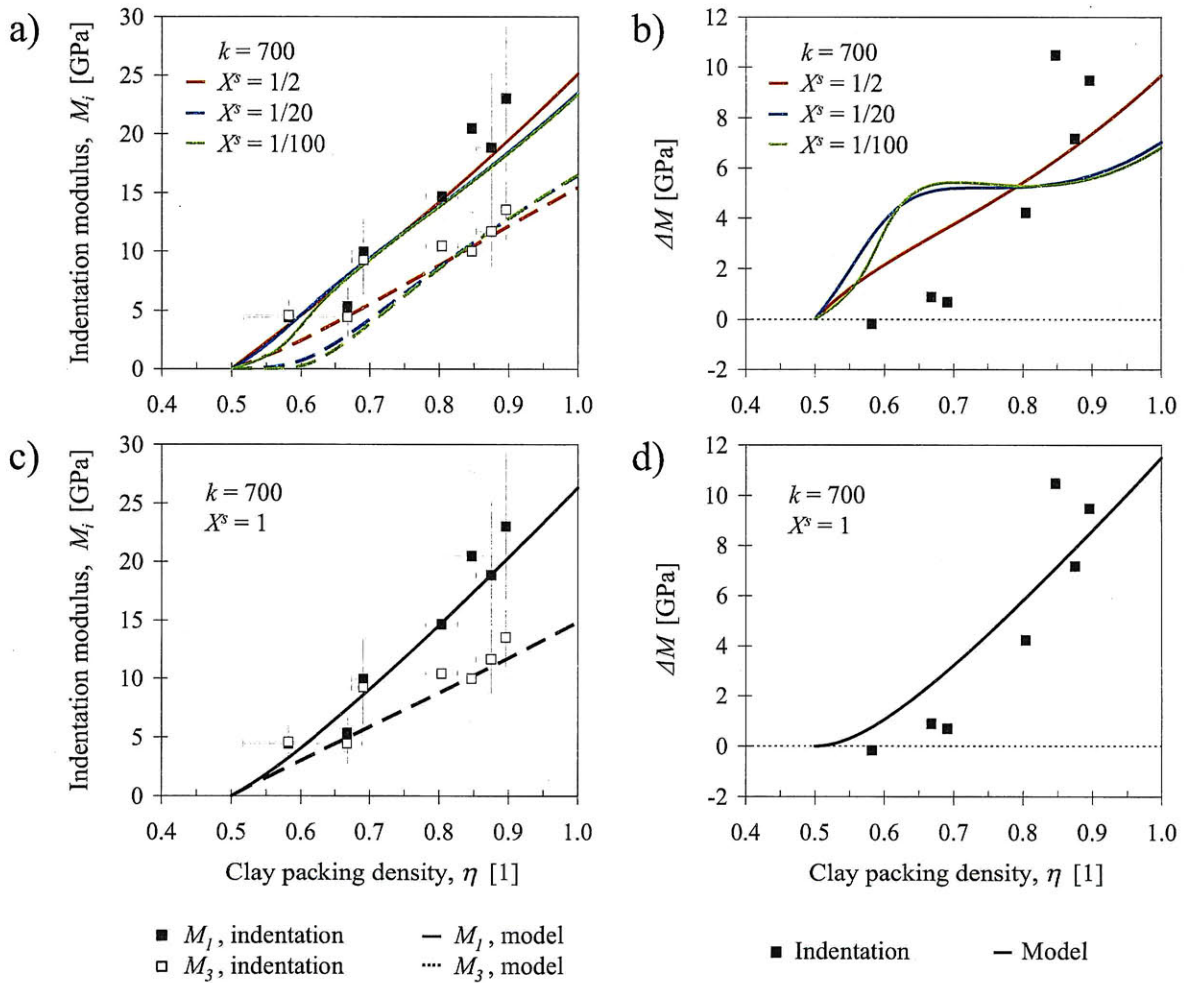 a)
Indentation modulus, M_i [GPa]
30
25
20
15
10
5
0
k = 700
X^s = 1/2
X^s = 1/20
X^s = 1/100
0.4 0.5 0.6 0.7 0.8 0.9 1.0
b)
ΔM [GPa]
12
10
8
6
4
2
0
-2
k = 700
X^s = 1/2
X^s = 1/20
X^s = 1/100
0.4 0.5 0.6 0.7 0.8 0.9 1.0
c)
Indentation modulus, M_i [GPa]
30
25
20
15
10
5
0
k = 700
X^s = 1
0.4 0.5 0.6 0.7 0.8 0.9 1.0
Clay packing density, η [1]
d)
ΔM [GPa]
12
10
8
6
4
2
0
-2
k = 700
X^s = 1
0.4 0.5 0.6 0.7 0.8 0.9 1.0
Clay packing density, η [1]
M_1, indentation
M_1, model
M_3, indentation
M_3, model
Indentation
Model